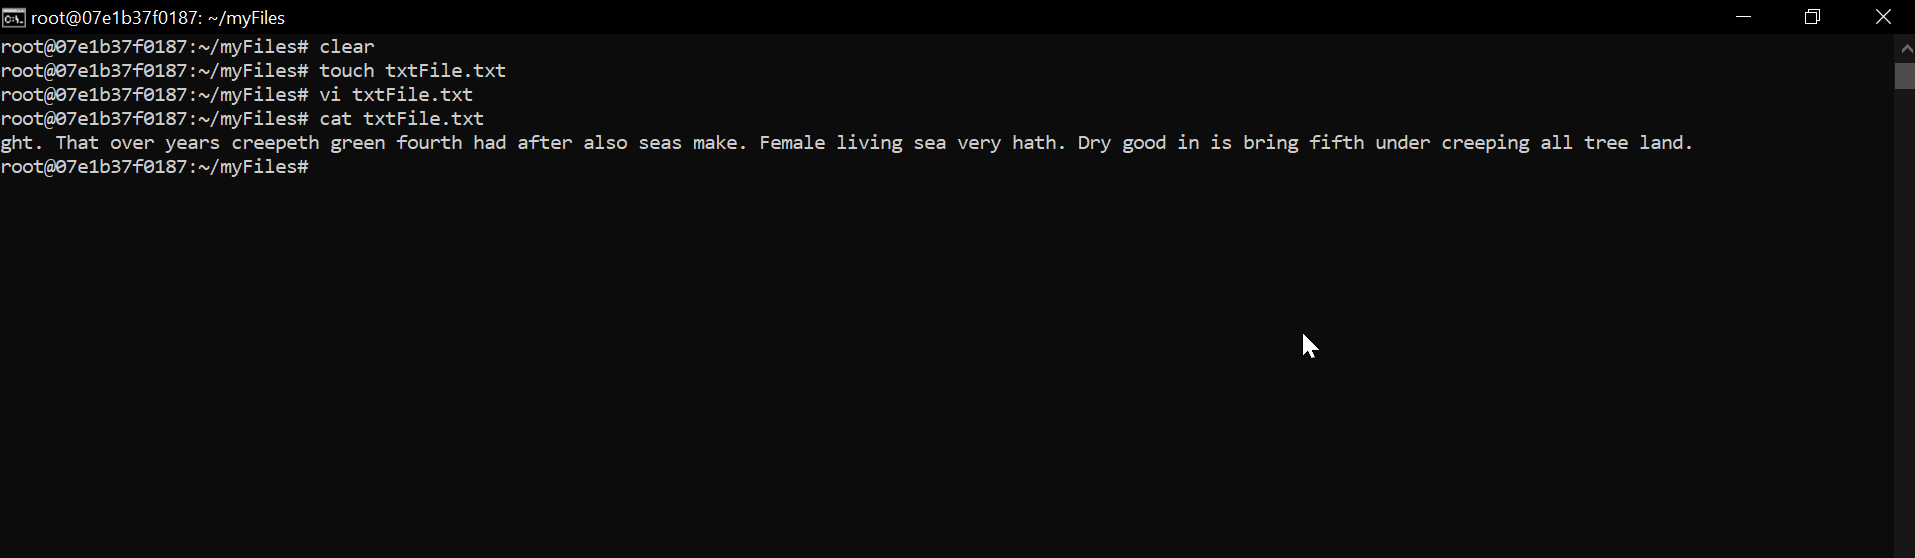 root@07e1b37f0187: ~/myFiles
root@07e1b37f0187:~/myFiles# clear
root@07e1b37f0187:~/myFiles# touch txtFile.txt
root@07e1b37f0187:~/myFiles# vi txtFile.txt
root@07e1b37f0187:~/myFiles# cat txtFile.txt
ght. That over years creepeth green fourth had after also seas make. Female living sea very hath. Dry good in is bring fifth under creeping all tree land.
root@07e1b37f0187:~/myFiles#